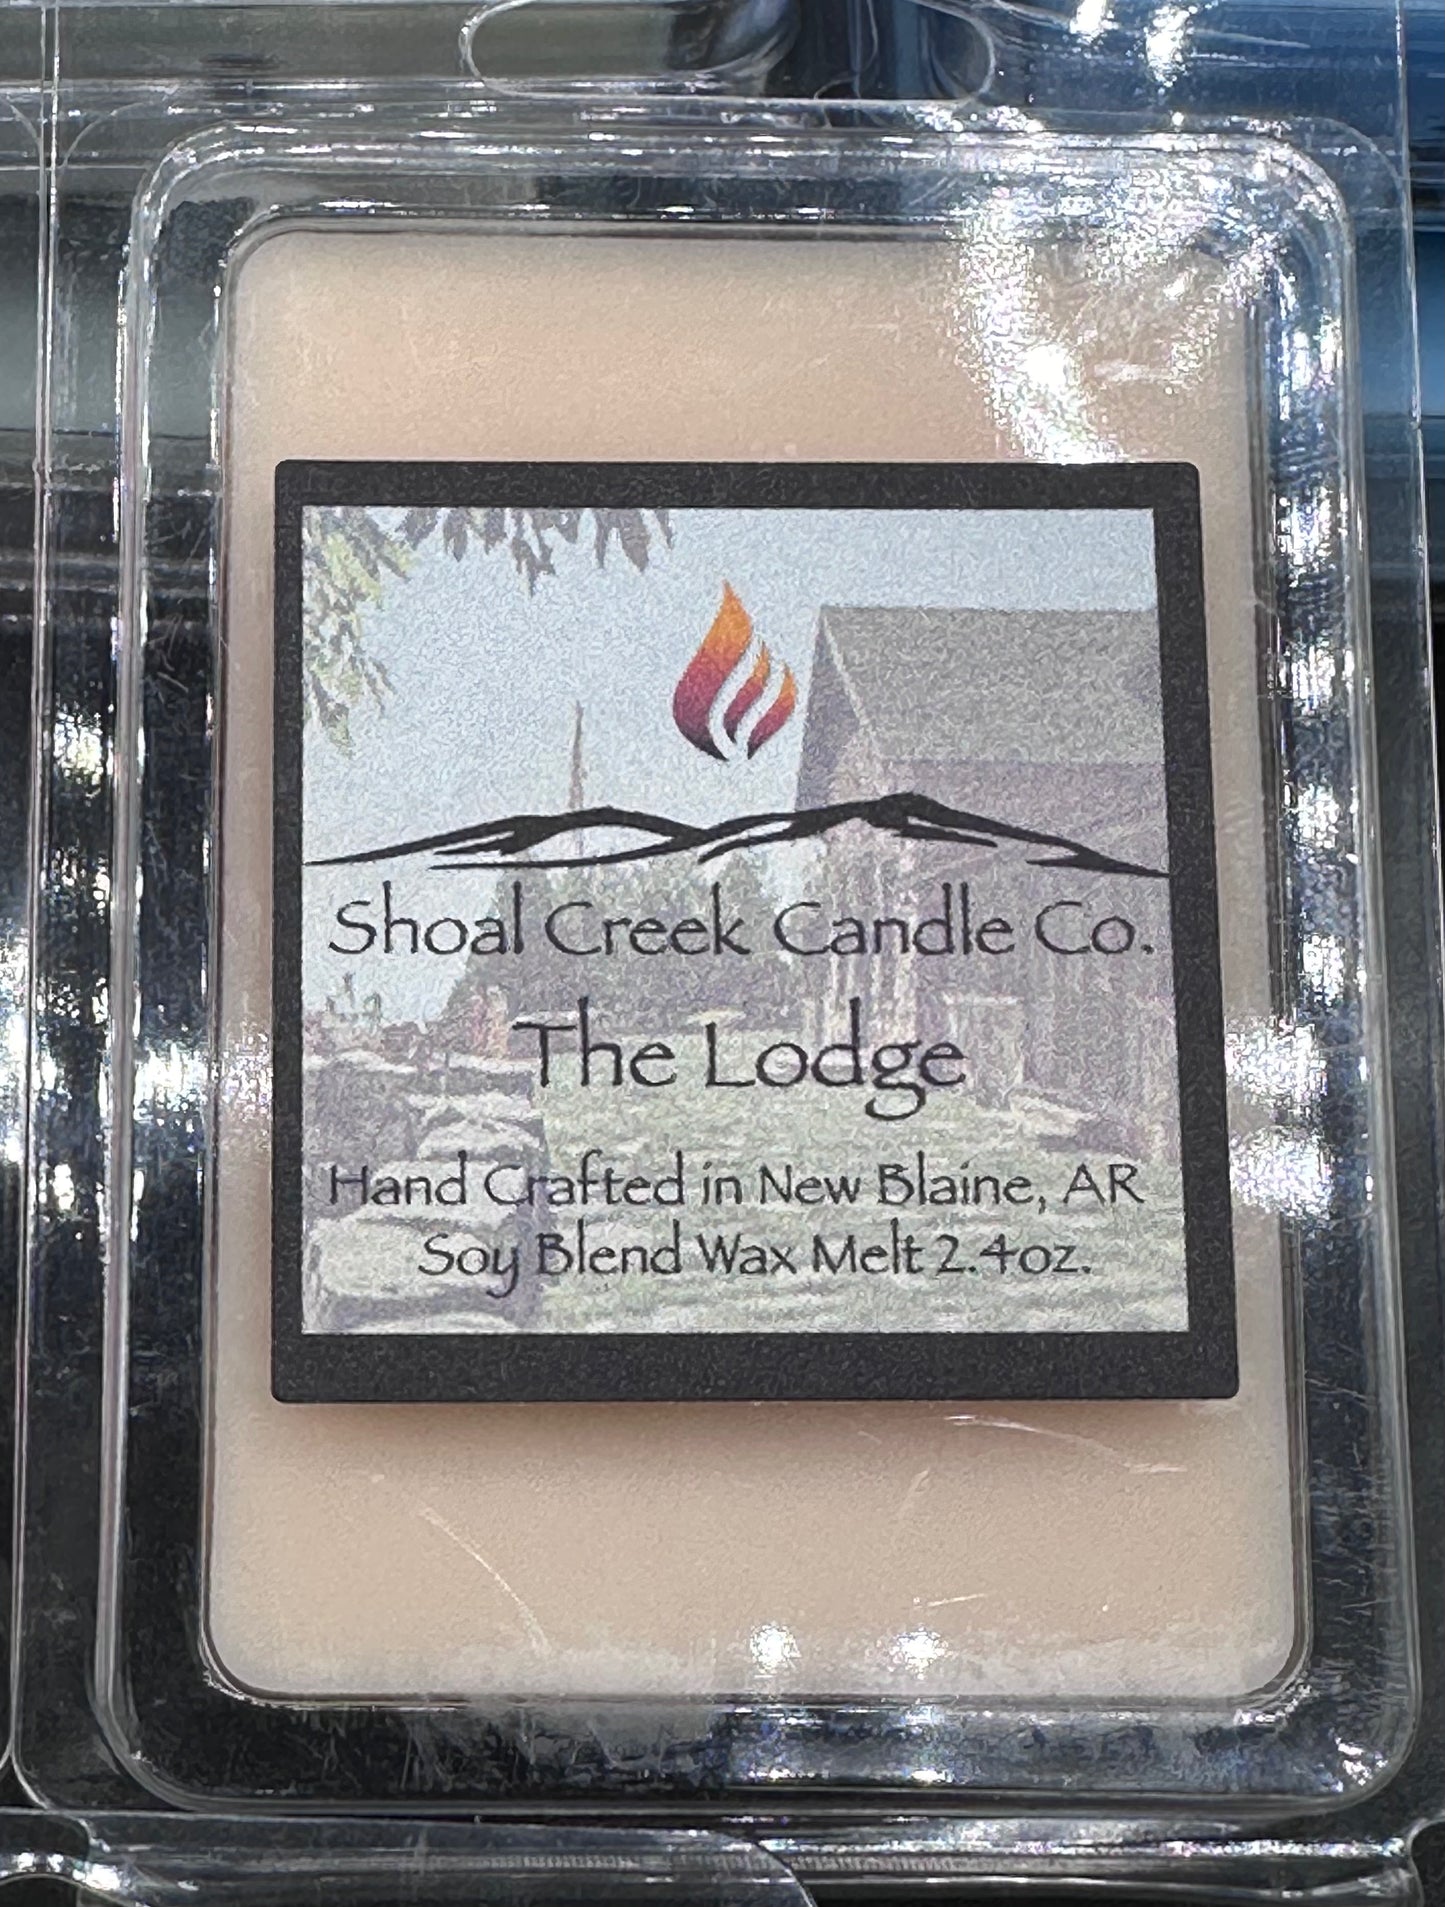 Shoal Creek Candle Co.
The Lodge
Hand Crafted in New Blaine, AR
Soy Blend Wax Melt 2.4oz.